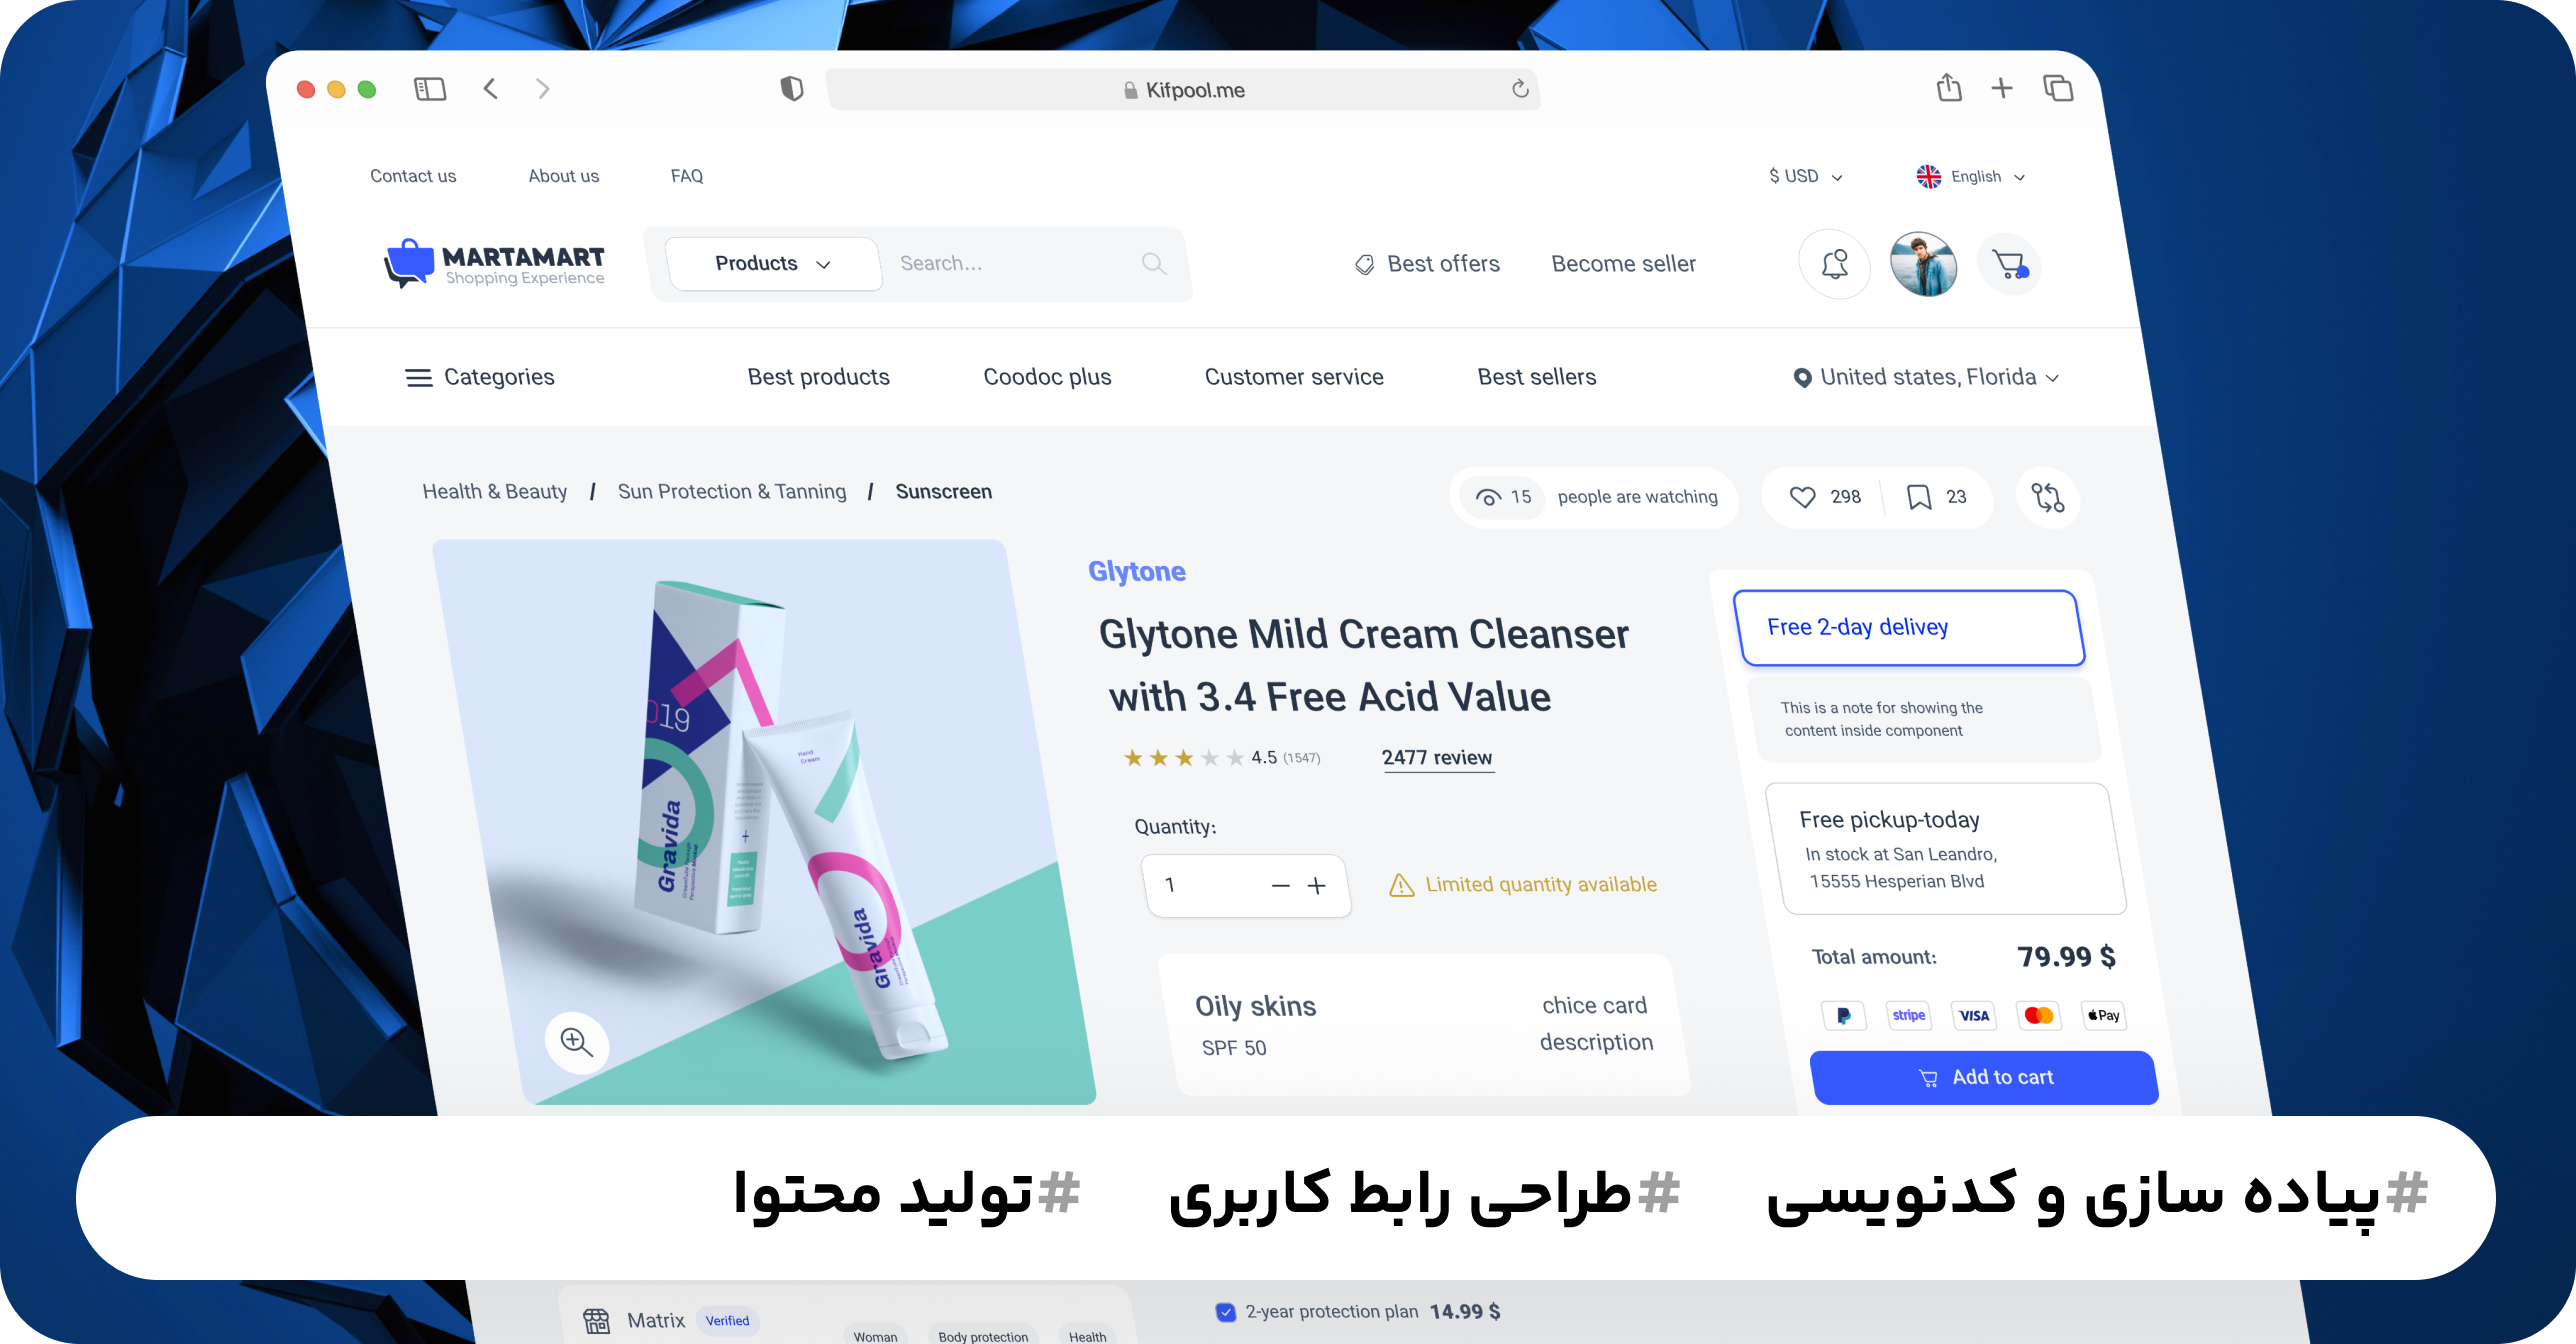 Kifpool.me
Contact us About us FAQ $ USD English
MARTAMART
Shopping Experience
Products Search... Best offers Become seller
Categories Best products Coodoc plus Customer service Best sellers United states, Florida
Health & Beauty / Sun Protection & Tanning / Sunscreen
15 people are watching 298 23
019
Gravida
Hand
Cream
Gravida
Glytone
Glytone Mild Cream Cleanser
with 3.4 Free Acid Value
4.5 (1547) 2477 review
Quantity:
1 Limited quantity available
Oily skins
SPF 50
chice card
description
Free 2-day delivey
This is a note for showing the
content inside component
Free pickup-today
In stock at San Leandro,
15555 Hesperian Blvd
Total amount: 79.99 $
stripe VISA Pay
Add to cart
#پیاده سازی و کدنویسی #طراحی رابط کاربری #تولید محتوا
Matrix Verified
Woman Body protection Health
2-year protection plan 14.99 $